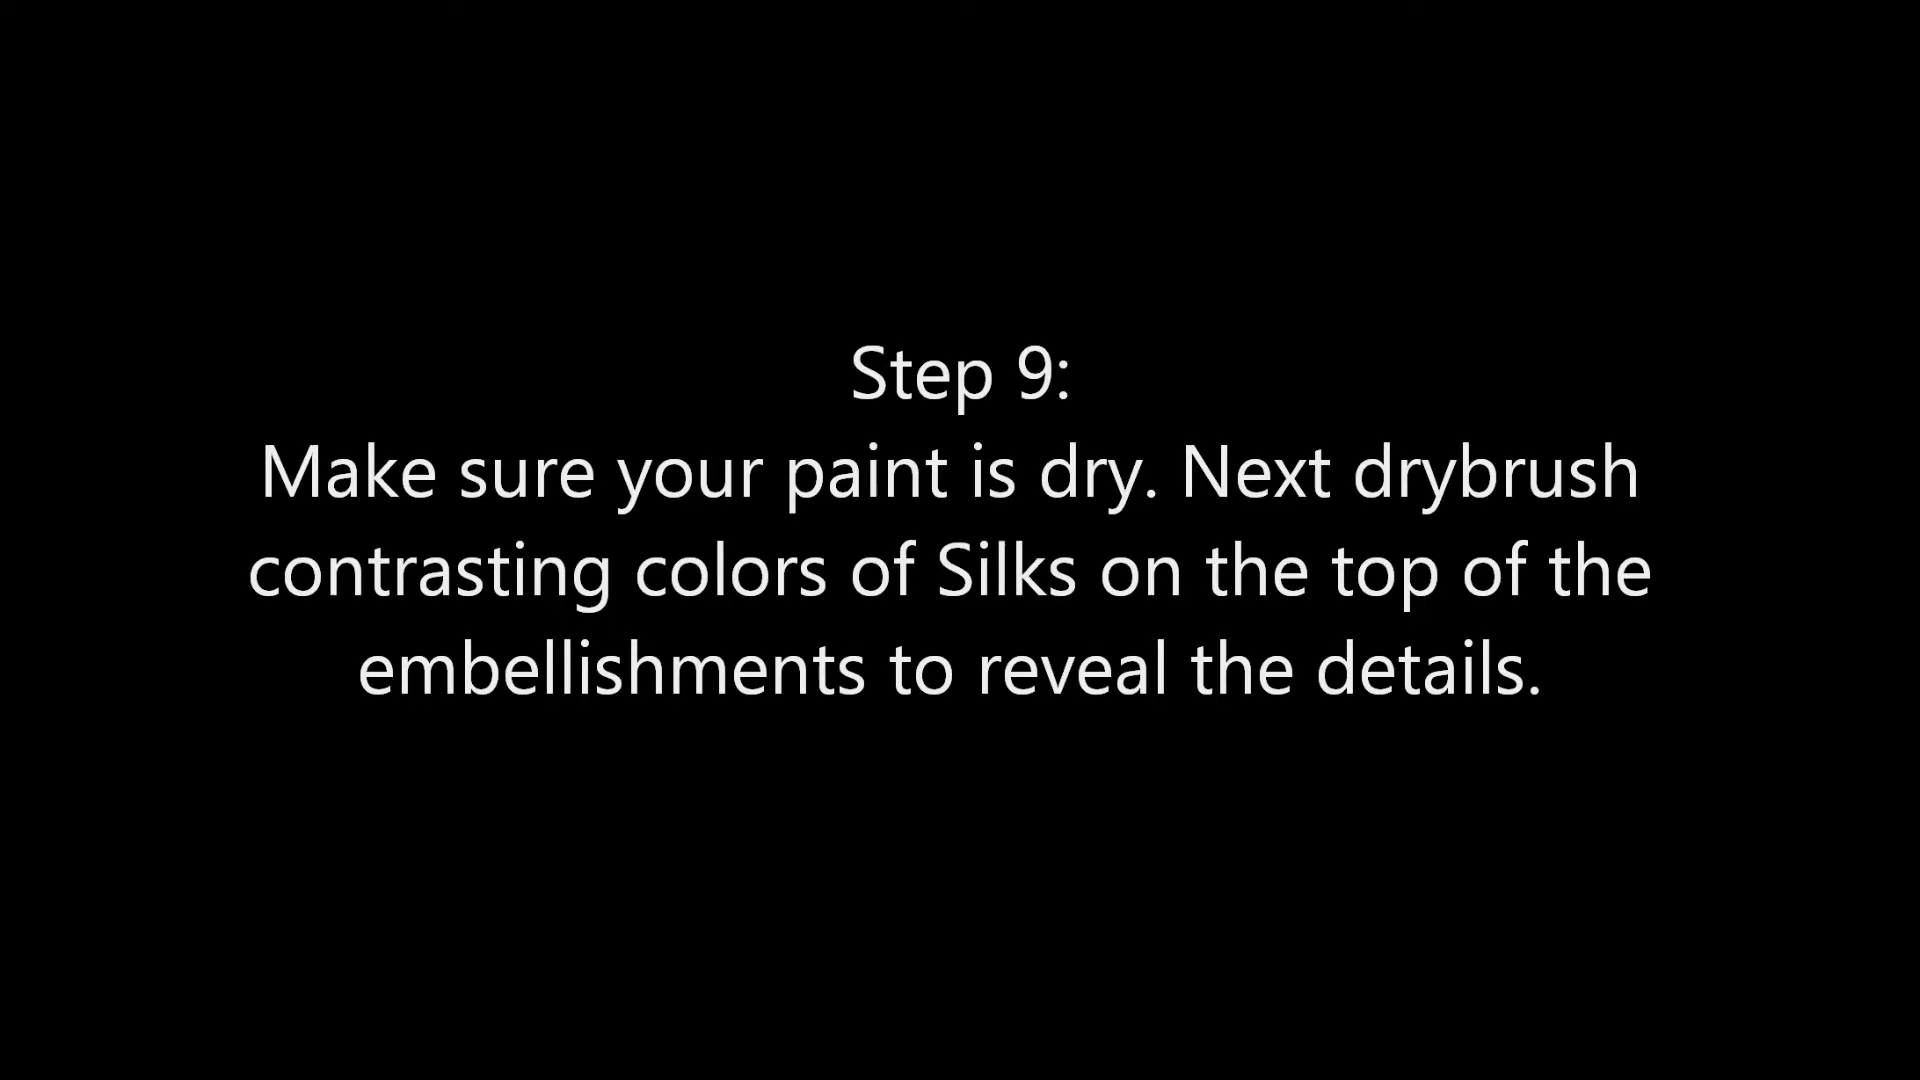 Step 9:
Make sure your paint is dry. Next drybrush
contrasting colors of Silks on the top of the
embellishments to reveal the details.